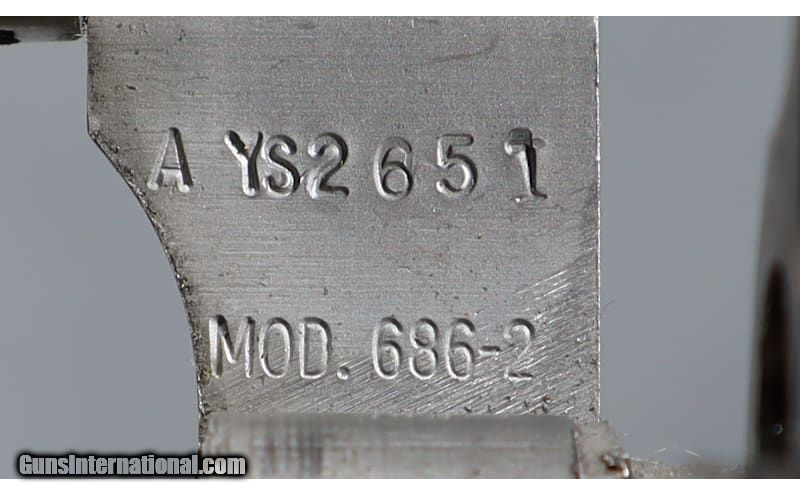 A YS2651
MOD. 686-2
GunsInternational.com